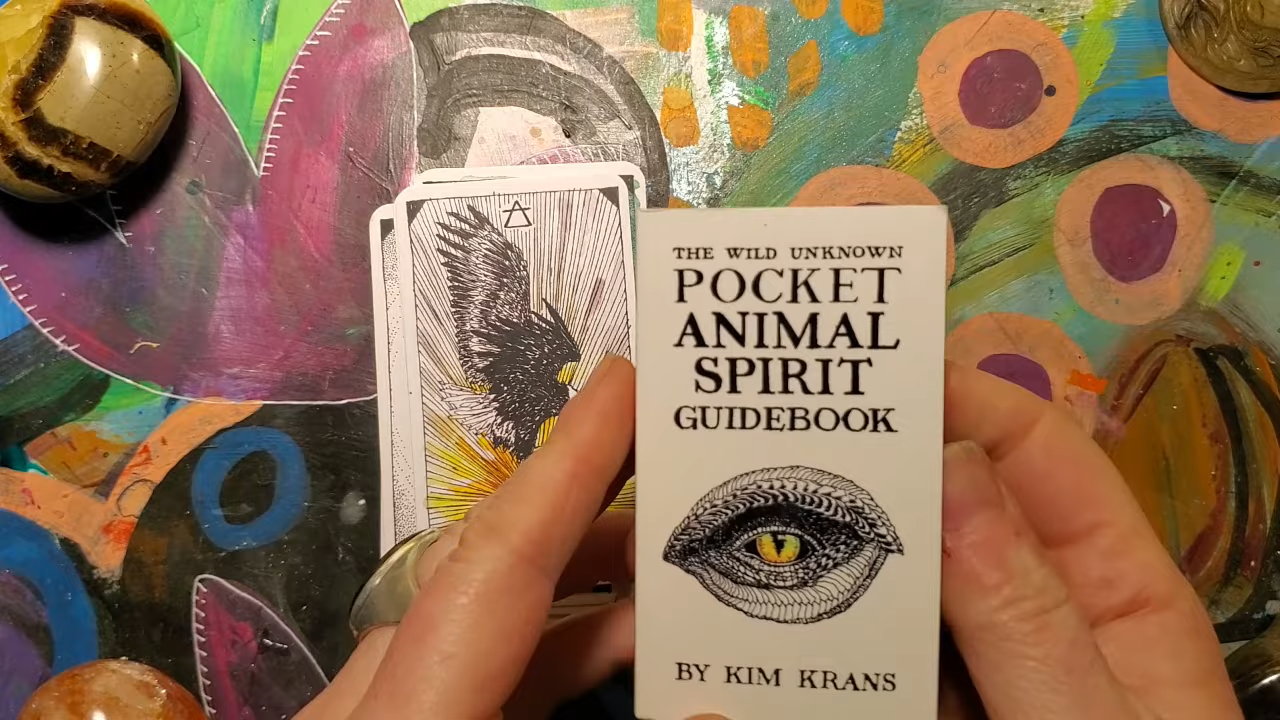 THE WILD UNKNOWN
POCKET
ANIMAL
SPIRIT
GUIDEBOOK
BY KIM KRANS